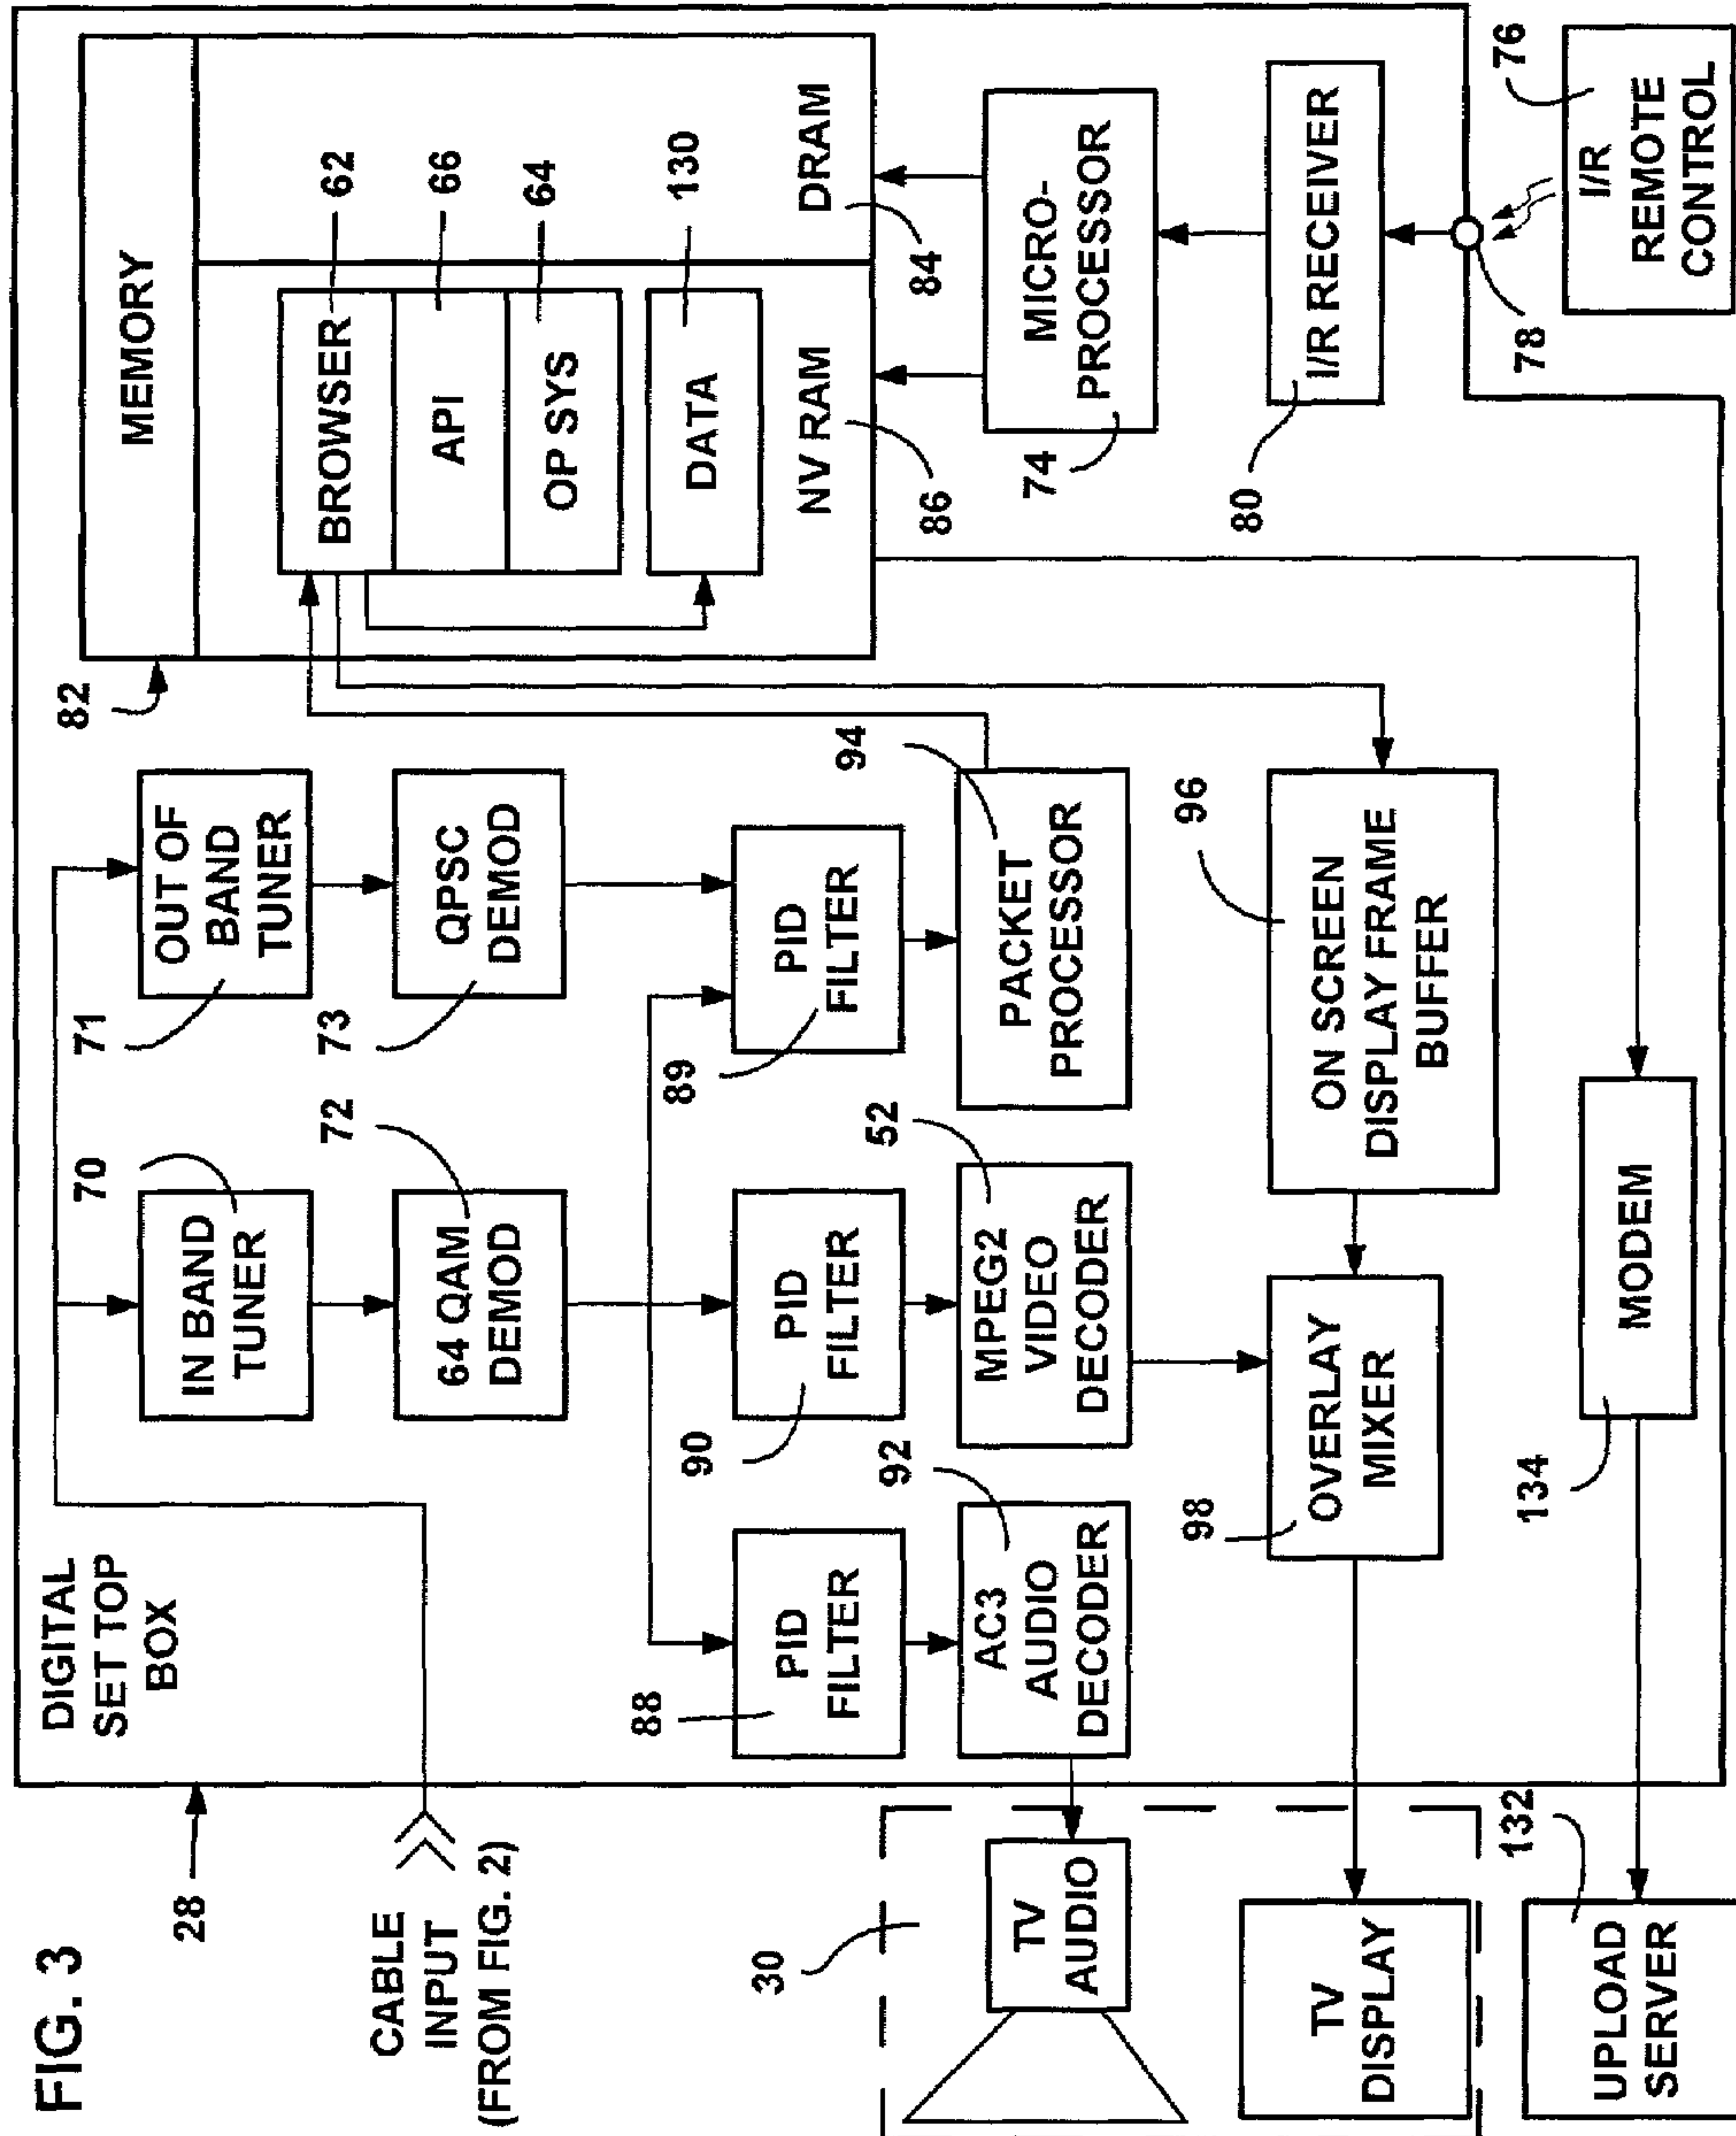 FIG. 3
28
DIGITAL
SET TOP
BOX
CABLE
INPUT
(FROM FIG. 2)
70
IN BAND
TUNER
71
OUT OF
BAND
TUNER
72
64 QAM
DEMOD
73
QPSC
DEMOD
88
PID
FILTER
90
PID
FILTER
89
PID
FILTER
92
AC3
AUDIO
DECODER
52
MPEG2
VIDEO
DECODER
94
PACKET
PROCESSOR
82
MEMORY
BROWSER
62
API
66
OP SYS
64
DATA
130
NV RAM
86
DRAM
84
MICRO-
PROCESSOR
74
I/R RECEIVER
80
78
76
I/R
REMOTE
CONTROL
96
ON SCREEN
DISPLAY FRAME
BUFFER
98
OVERLAY
MIXER
134
MODEM
30
TV
AUDIO
TV
DISPLAY
132
UPLOAD
SERVER